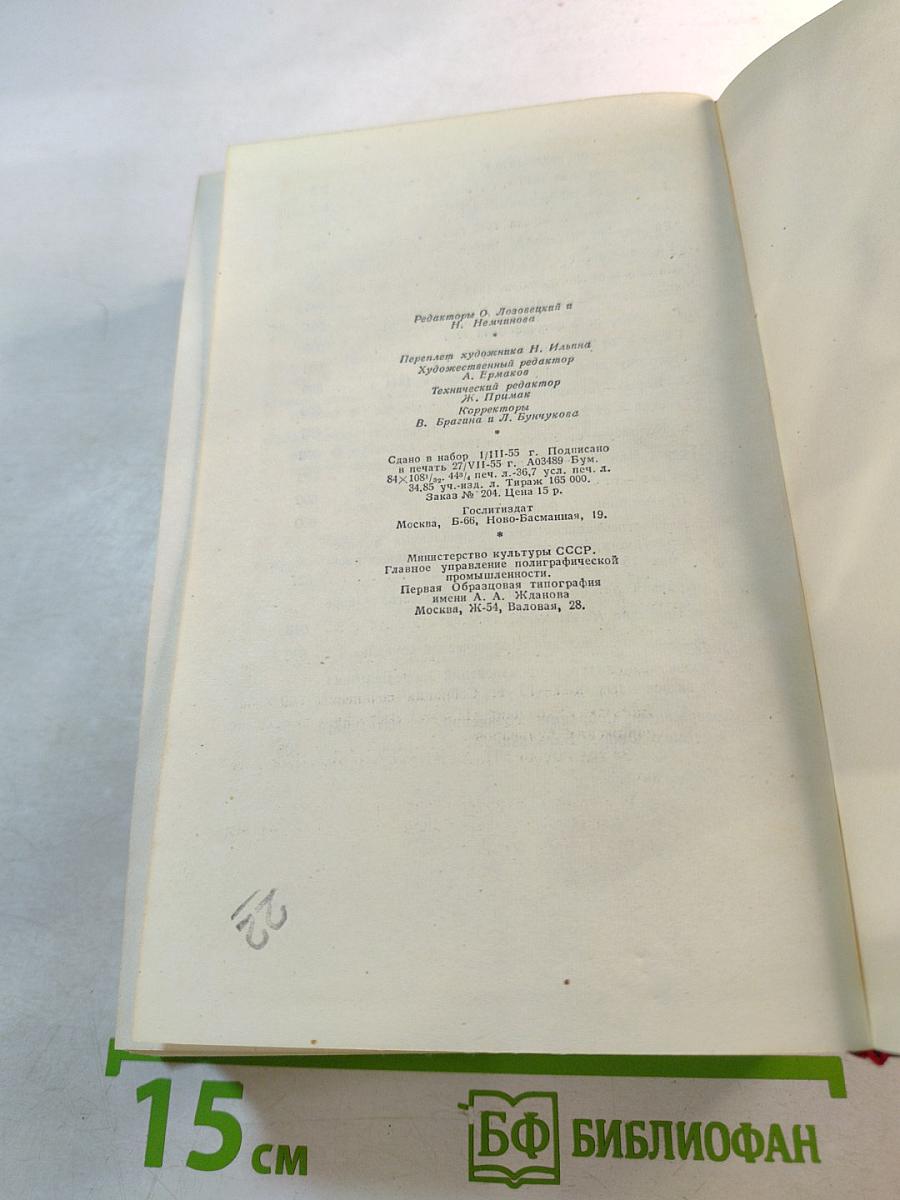 Редакторы О. Лозовецкий и
Н. Немчинова
*
Переплет художника Н. Ильина
Художественный редактор
А. Ермаков
Технический редактор
Ж. Примак
Корректоры
В. Брагина и Л. Бунчукова
*
Сдано в набор 1/III-55 г. Подписано
в печать 27/VII-55 г. А03489 Бум.
84×108¹/₃₂. 44³/₄ печ. л.-36,7 усл. печ. л.
34.85 уч.-изд. л. Тираж 165 000.
Заказ № 204. Цена 15 р.
Гослитиздат
Москва, Б-66, Ново-Басманная, 19.
*
Министерство культуры СССР.
Главное управление полиграфической
промышленности.
Первая Образцовая типография
имени А. А. Жданова
Москва, Ж-54, Валовая, 28.
22
15 см
БФ БИБЛИОФАН